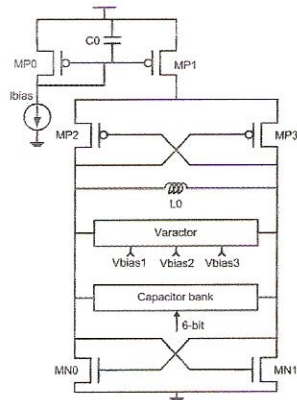 C0
MP0
MP1
Ibias
MP2
MP3
L0
Varactor
Vbias1 Vbias2 Vbias3
Capacitor bank
6-bit
MN0
MN1